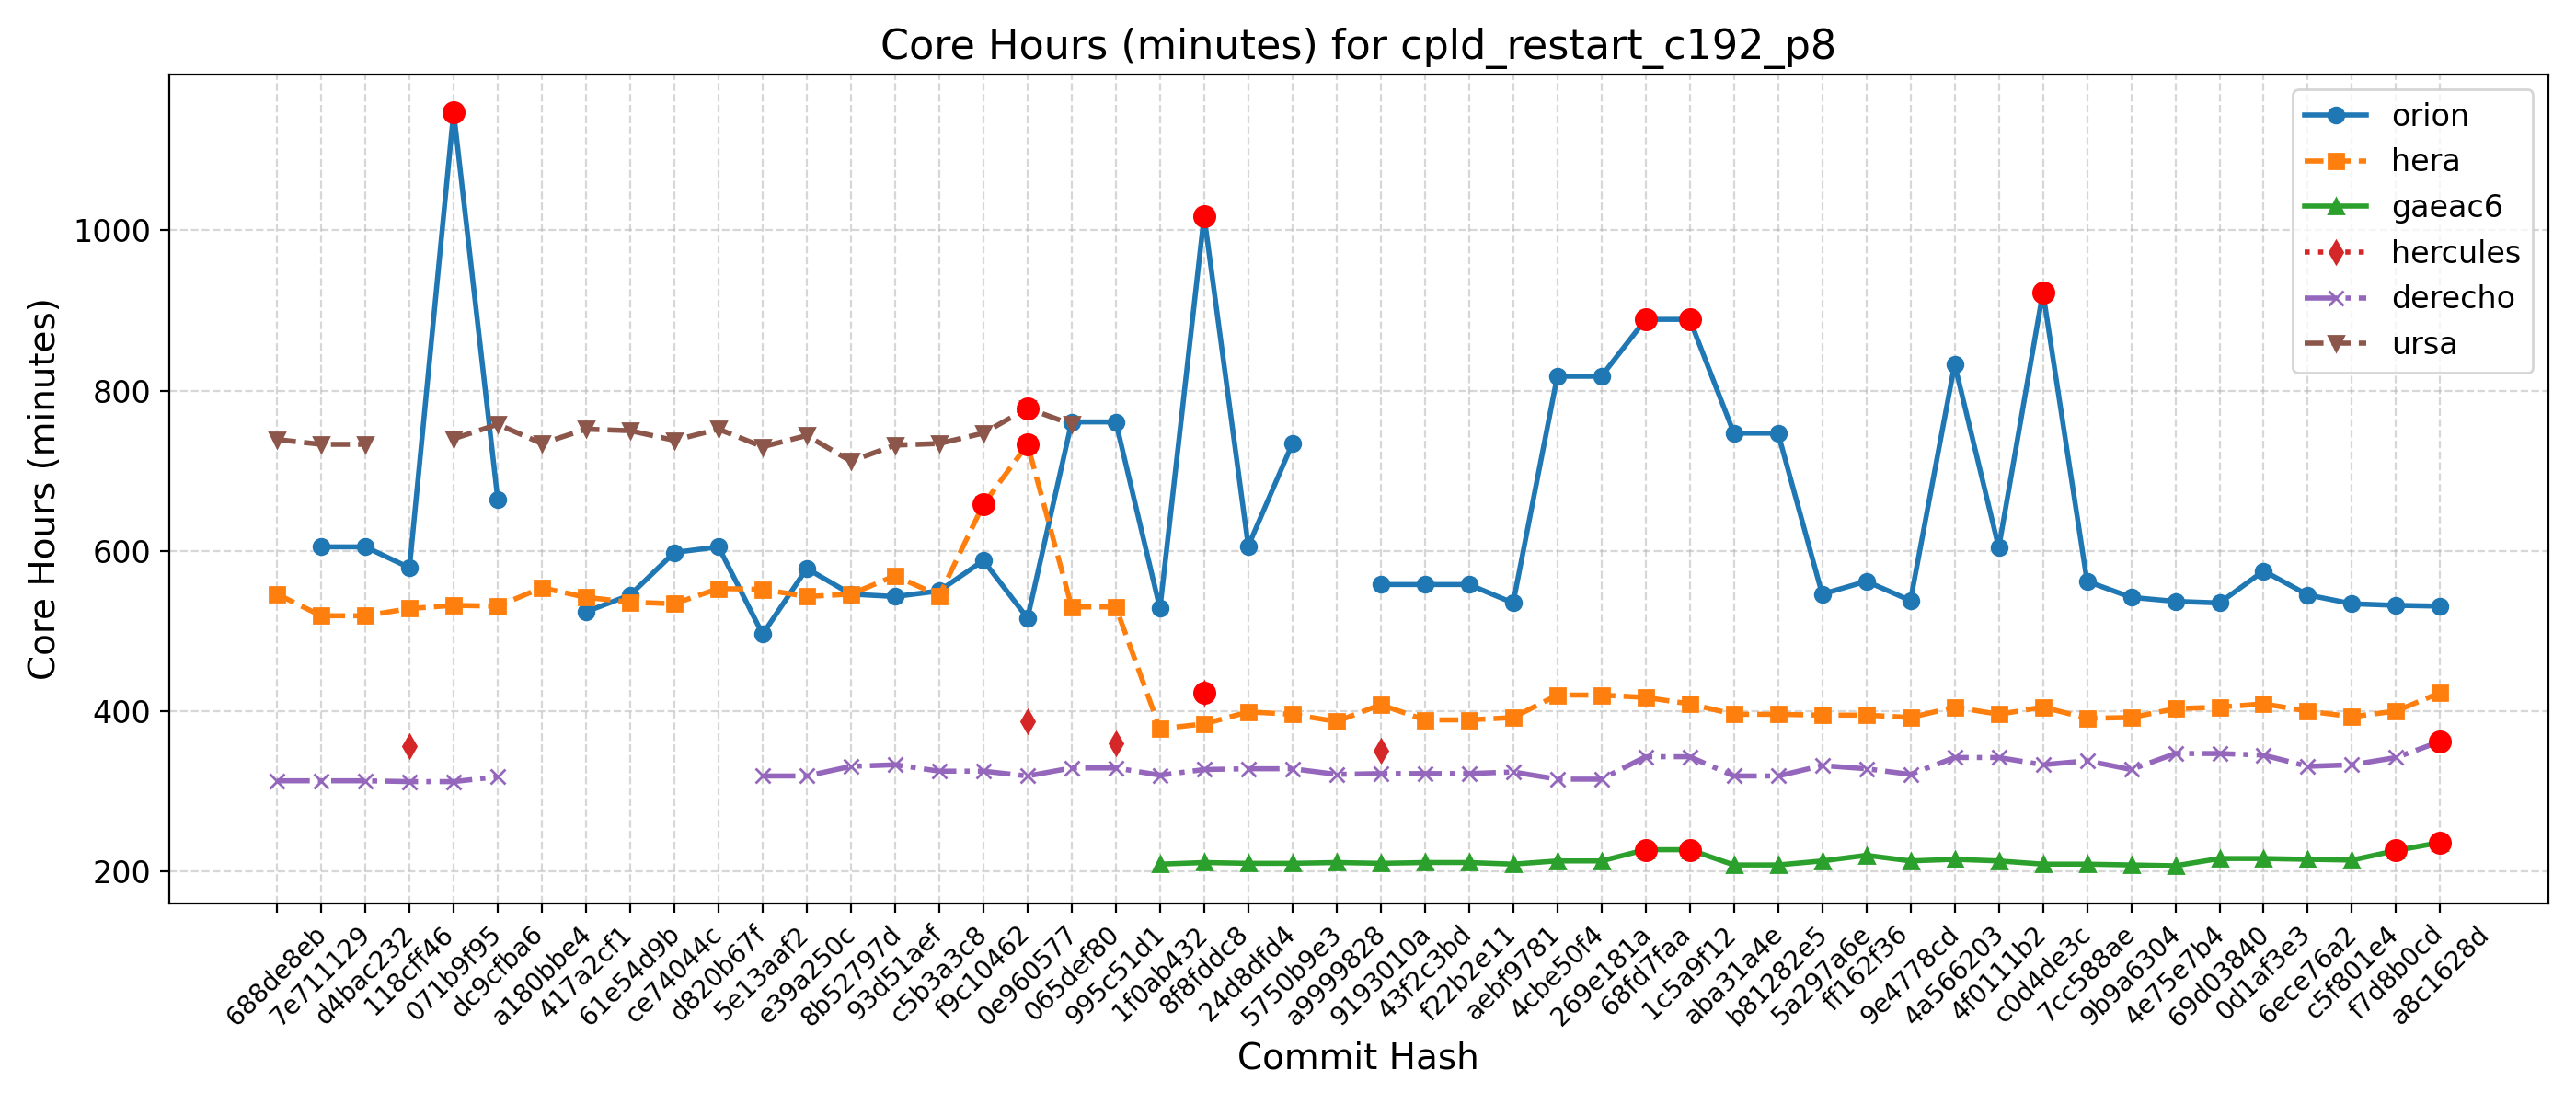 Core Hours (minutes) for cpld_restart_c192_p8
Core Hours (minutes)
1000
800
600
400
200
orion
hera
gaeac6
hercules
derecho
ursa
688de8eb
7e711129
d4bac232
118cff46
071b9f95
dc9cfba6
a180bbe4
417a2cf1
61e54d9b
ce74044c
d820b67f
5e13aaf2
e39a250c
8b52797d
93d51aef
c5b3a3c8
f9c10462
0e960577
065def80
995c51d1
1f0ab432
8f8fddc8
24d8dfd4
5750b9e3
a9999828
9193010a
43f2c3bd
f22b2e11
aebf9781
4cbe50f4
269e181a
68fd7faa
1c5a9f12
aba31a4e
b81282e5
5a297a6e
ff162f36
9e4778cd
4a566203
4f0111b2
c0d4de3c
7cc588ae
9b9a6304
4e75e7b4
69d03840
0d1af3e3
6ece76a2
c5f801e4
f7d8b0cd
a8c1628d
Commit Hash